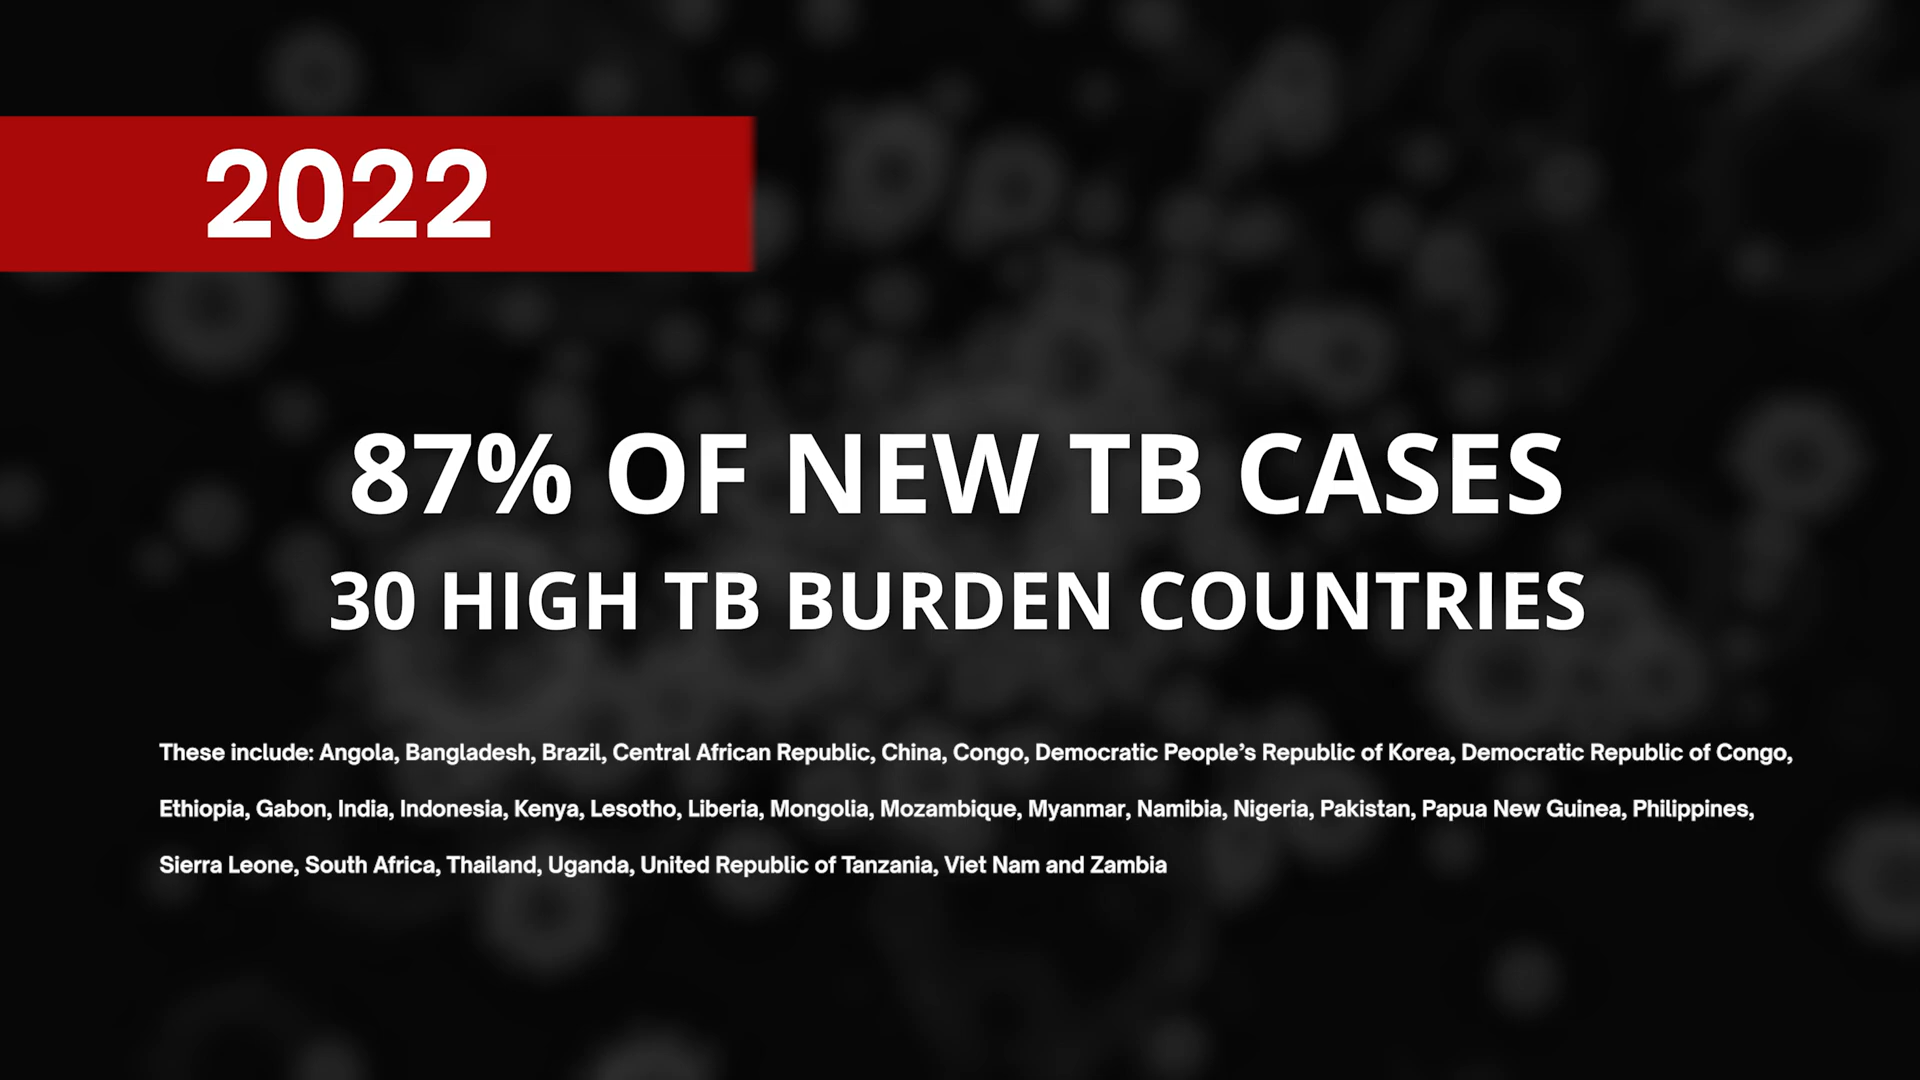 2022
87% OF NEW TB CASES
30 HIGH TB BURDEN COUNTRIES
These include: Angola, Bangladesh, Brazil, Central African Republic, China, Congo, Democratic People’s Republic of Korea, Democratic Republic of Congo,
Ethiopia, Gabon, India, Indonesia, Kenya, Lesotho, Liberia, Mongolia, Mozambique, Myanmar, Namibia, Nigeria, Pakistan, Papua New Guinea, Philippines,
Sierra Leone, South Africa, Thailand, Uganda, United Republic of Tanzania, Viet Nam and Zambia